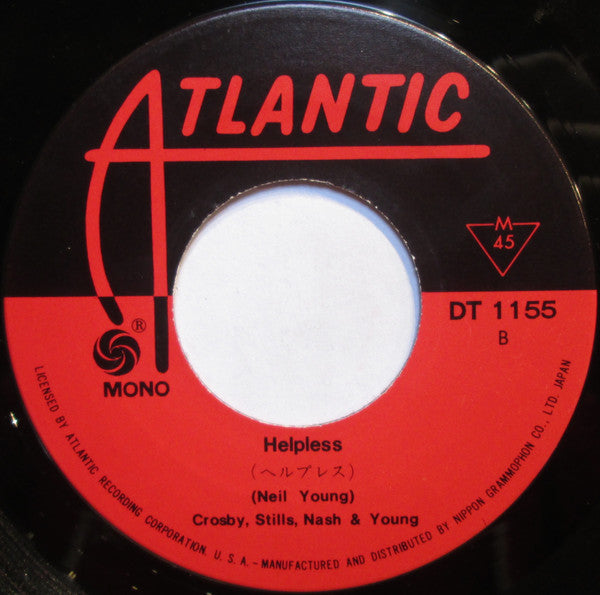 ATLANTIC
M
45
DT 1155
B
®
MONO
Helpless
(ヘルプレス)
(Neil Young)
Crosby, Stills, Nash & Young
LICENSED BY ATLANTIC RECORDING CORPORATION, U. S. A. - MANUFACTURED AND DISTRIBUTED BY NIPPON GRAMMOPHON CO., LTD. JAPAN